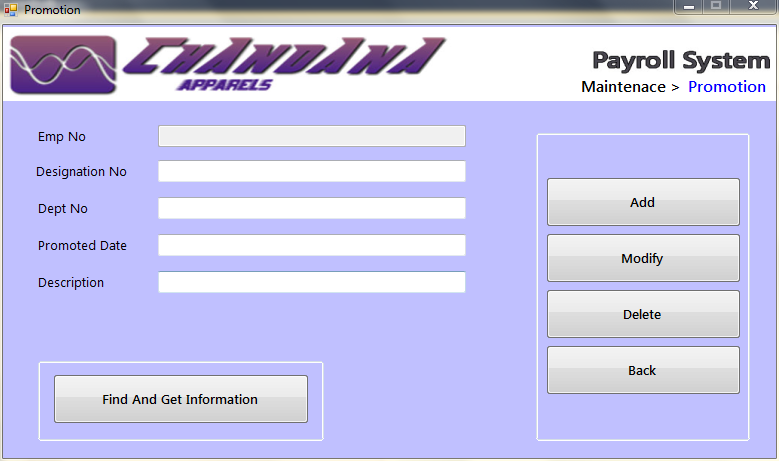 Promotion
CHANDANA
APPARELS
Payroll System
Maintenace > Promotion
Emp No
Designation No
Dept No
Promoted Date
Description
Add
Modify
Delete
Back
Find And Get Information